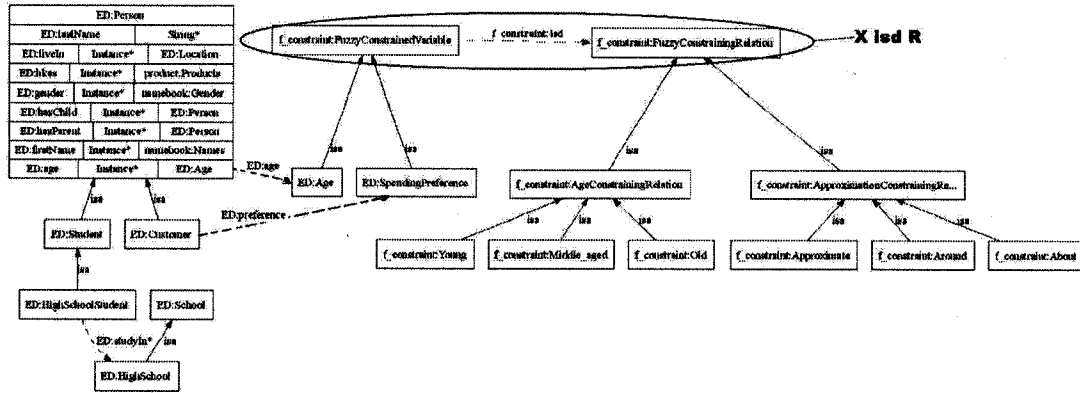 ED:Person
ED:lastName String*
ED:liveIn Instance* ED:Location
ED:likes Instance* product:Products
ED:gender Instance* namebook:Gender
ED:hasChild Instance* ED:Person
ED:hasParent Instance* ED:Person
ED:firstName Instance* namebook:Names
ED:age Instance* ED:Age
f_constraint:FuzzyConstrainedVariable
f_constraint:isd
f_constraint:FuzzyConstrainingRelation
X isd R
isa
isa
isa
isa
ED:age
ED:Age
ED:SpendingPreference
f_constraint:AgeConstrainingRelation
f_constraint:ApproximationConstrainingRe...
isa
isa
ED:preference
isa
isa
isa
isa
isa
isa
ED:Student
ED:Customer
f_constraint:Young
f_constraint:Middle_aged
f_constraint:Old
f_constraint:Approximate
f_constraint:Around
f_constraint:About
isa
ED:HighSchoolStudent
ED:School
ED:studyIn*
isa
ED:HighSchool